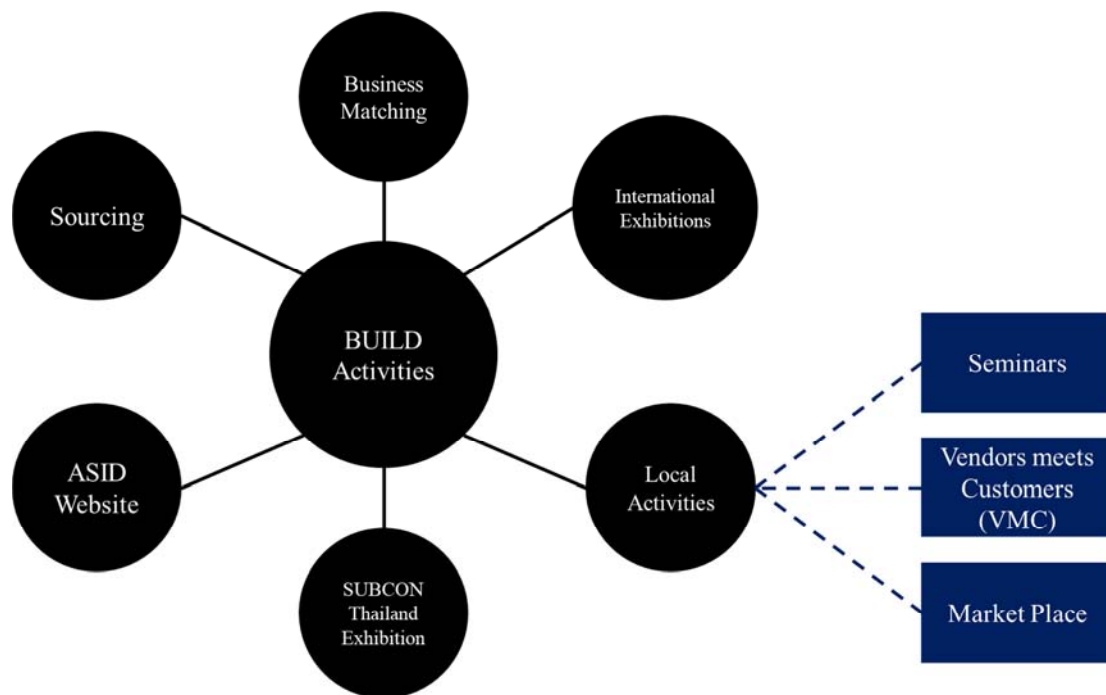 Business
Matching
Sourcing
International
Exhibitions
BUILD
Activities
Seminars
ASID
Website
Local
Activities
Vendors meets
Customers
(VMC)
SUBCON
Thailand
Exhibition
Market Place